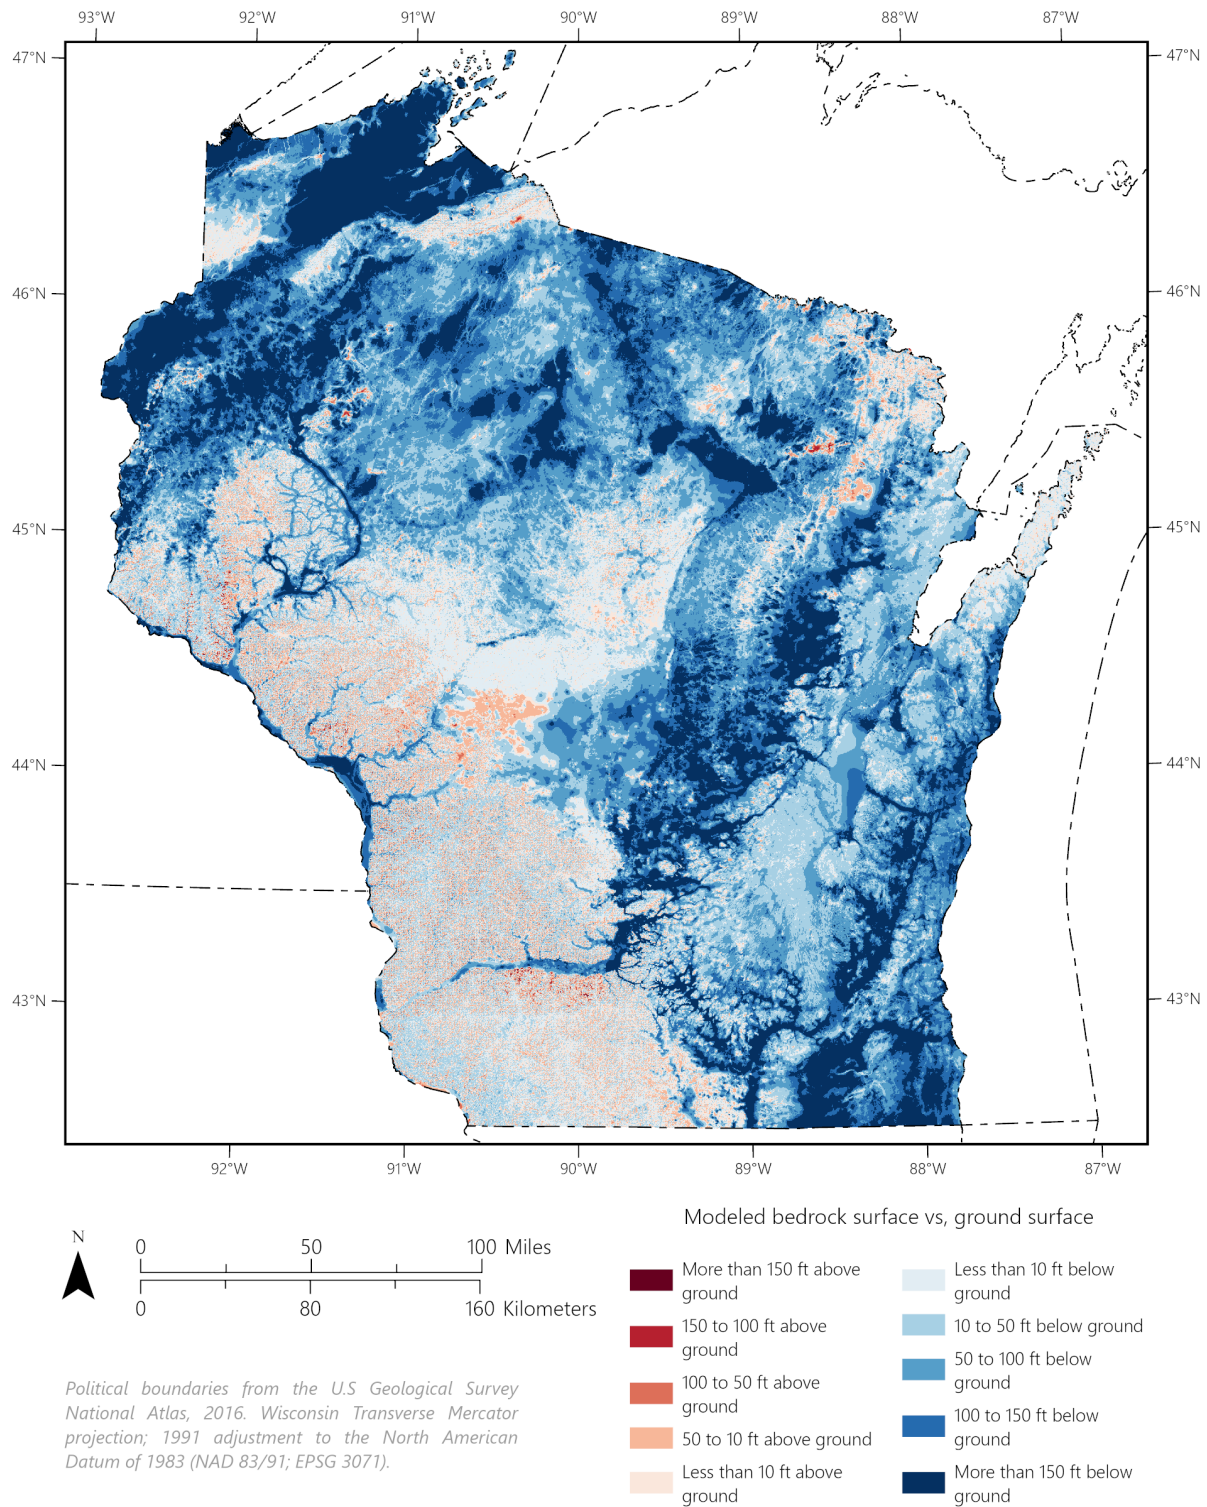 93°W 92°W 91°W 90°W 89°W 88°W 87°W
47°N 47°N
46°N 46°N
45°N 45°N
44°N 44°N
43°N 43°N
92°W 91°W 90°W 89°W 88°W 87°W
Modeled bedrock surface vs, ground surface
N
0 50 100 Miles
0 80 160 Kilometers
More than 150 ft above
ground
150 to 100 ft above
ground
100 to 50 ft above
ground
50 to 10 ft above ground
Less than 10 ft above
ground
Less than 10 ft below
ground
10 to 50 ft below ground
50 to 100 ft below
ground
100 to 150 ft below
ground
More than 150 ft below
ground
Political boundaries from the U.S Geological Survey
National Atlas, 2016. Wisconsin Transverse Mercator
projection; 1991 adjustment to the North American
Datum of 1983 (NAD 83/91; EPSG 3071).